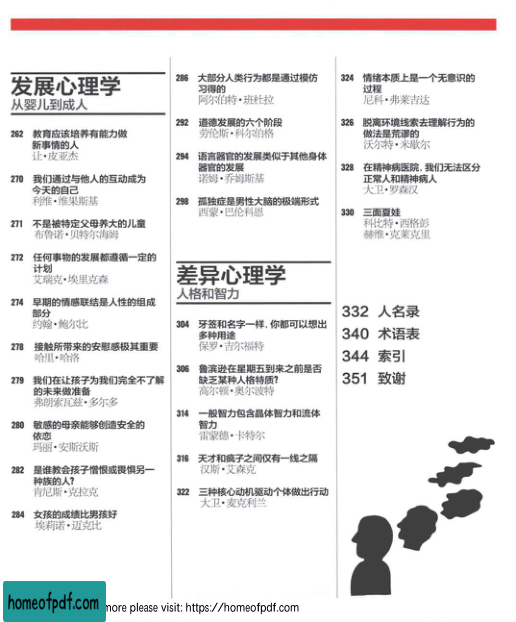 发展心理学
从婴儿到成人
262 教育应该培养有能力做
新事情的人
让·皮亚杰
270 我们通过与他人的互动成为
今天的自己
利维·维果斯基
271 不是被特定父母养大的儿童
布鲁诺·贝特尔海姆
272 任何事物的发展都遵循一定的
计划
艾瑞克·埃里克森
274 早期的情感联结是人性的组成
部分
约翰·鲍尔比
278 接触所带来的安慰感极其重要
哈里·哈洛
279 我们在让孩子为我们完全不了解
的未来做准备
弗朗索瓦兹·多尔多
280 敏感的母亲能够创造安全的
依恋
玛丽·安斯沃斯
282 是谁教会孩子憎恨或畏惧另一
种族的人?
肯尼斯·克拉克
284 女孩的成绩比男孩好
埃莉诺·迈克比
286 大部分人类行为都是通过模仿
习得的
阿尔伯特·班杜拉
292 道德发展的六个阶段
劳伦斯·科尔伯格
294 语言器官的发展类似于其他身体
器官的发展
诺姆·乔姆斯基
298 孤独症是男性大脑的极端形式
西蒙·巴伦科恩
差异心理学
人格和智力
304 牙签和名字一样，你都可以想出
多种用途
保罗·吉尔福特
306 鲁滨逊在星期五到来之前是否
缺乏某种人格特质?
高尔顿·奥尔波特
314 一般智力包含晶体智力和流体
智力
雷蒙德·卡特尔
316 天才和疯子之间仅有一线之隔
汉斯·艾森克
322 三种核心动机驱动个体做出行动
大卫·麦克利兰
324 情绪本质上是一个无意识的
过程
尼科·弗莱吉达
326 脱离环境线索去理解行为的
做法是荒谬的
沃尔特·米歇尔
328 在精神病医院，我们无法区分
正常人和精神病人
大卫·罗森汉
330 三面夏娃
科比特·西格彭
赫维·克莱克里
332 人名录
340 术语表
344 索引
351 致谢
homeofpdf.com
more please visit: https://homeofpdf.com